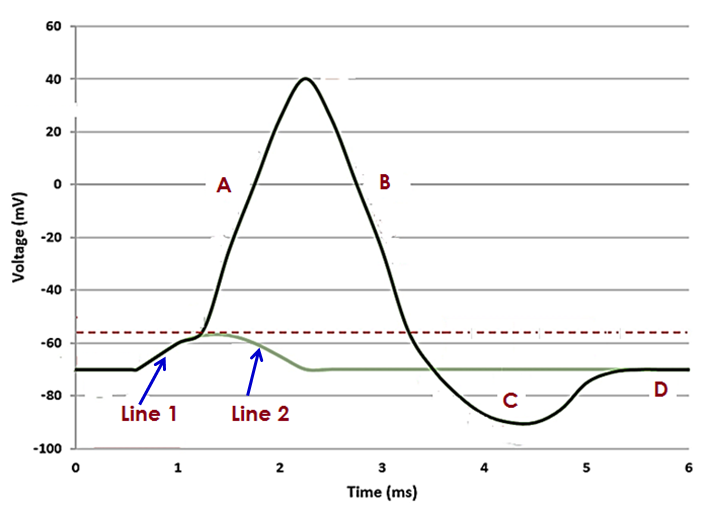 60
40
20
0
-20
-40
-60
-80
-100
Voltage (mV)
A
B
C
D
Line 1
Line 2
0 1 2 3 4 5 6
Time (ms)